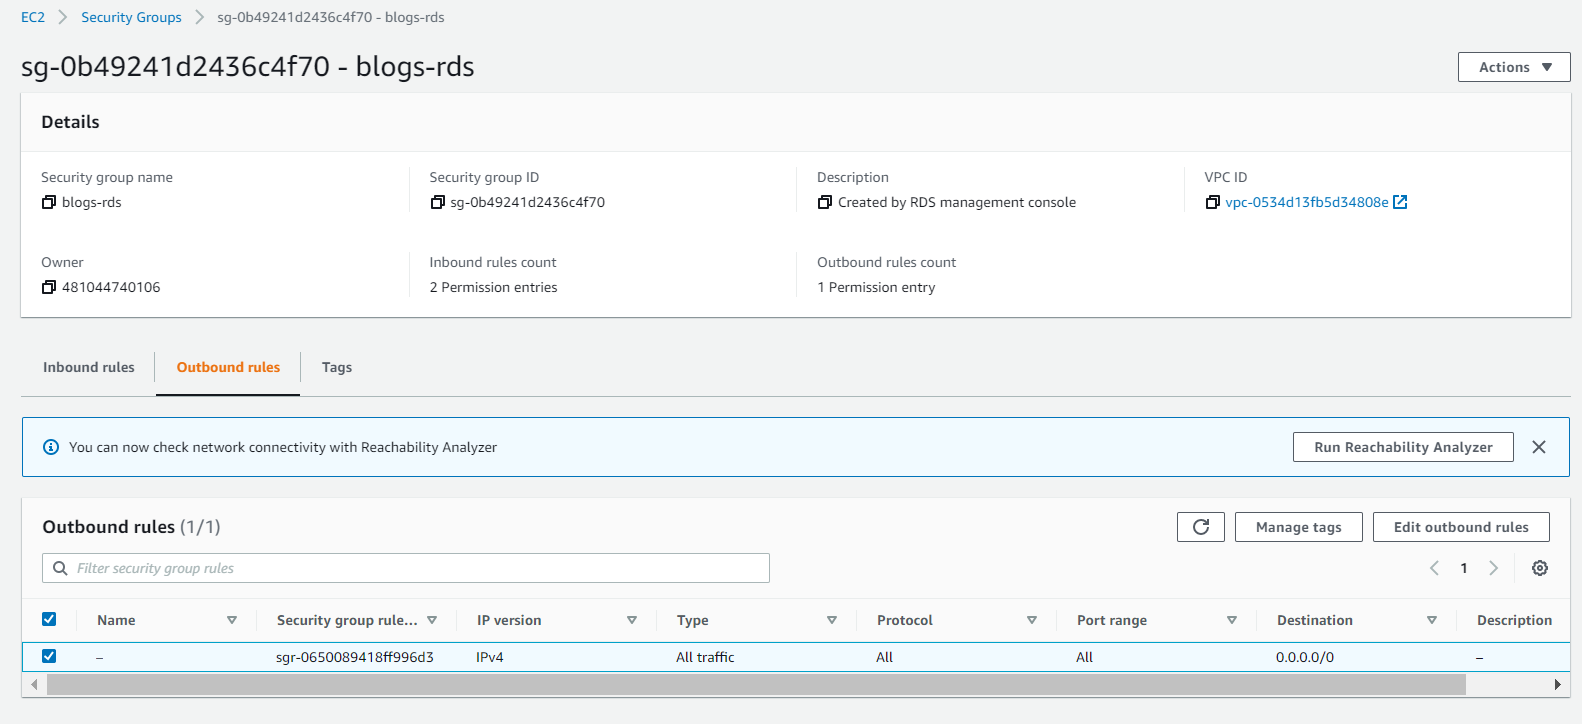 EC2 > Security Groups > sg-0b49241d2436c4f70 - blogs-rds
sg-0b49241d2436c4f70 - blogs-rds
Actions
Details
Security group name Security group ID Description VPC ID
blogs-rds sg-0b49241d2436c4f70 Created by RDS management console vpc-0534d13fb5d34808e
Owner Inbound rules count Outbound rules count
481044740106 2 Permission entries 1 Permission entry
Inbound rules Outbound rules Tags
You can now check network connectivity with Reachability Analyzer Run Reachability Analyzer
Outbound rules (1/1) Manage tags Edit outbound rules
Filter security group rules 1
Name Security group rule... IP version Type Protocol Port range Destination Description
– sgr-0650089418ff996d3 IPv4 All traffic All All 0.0.0.0/0 –